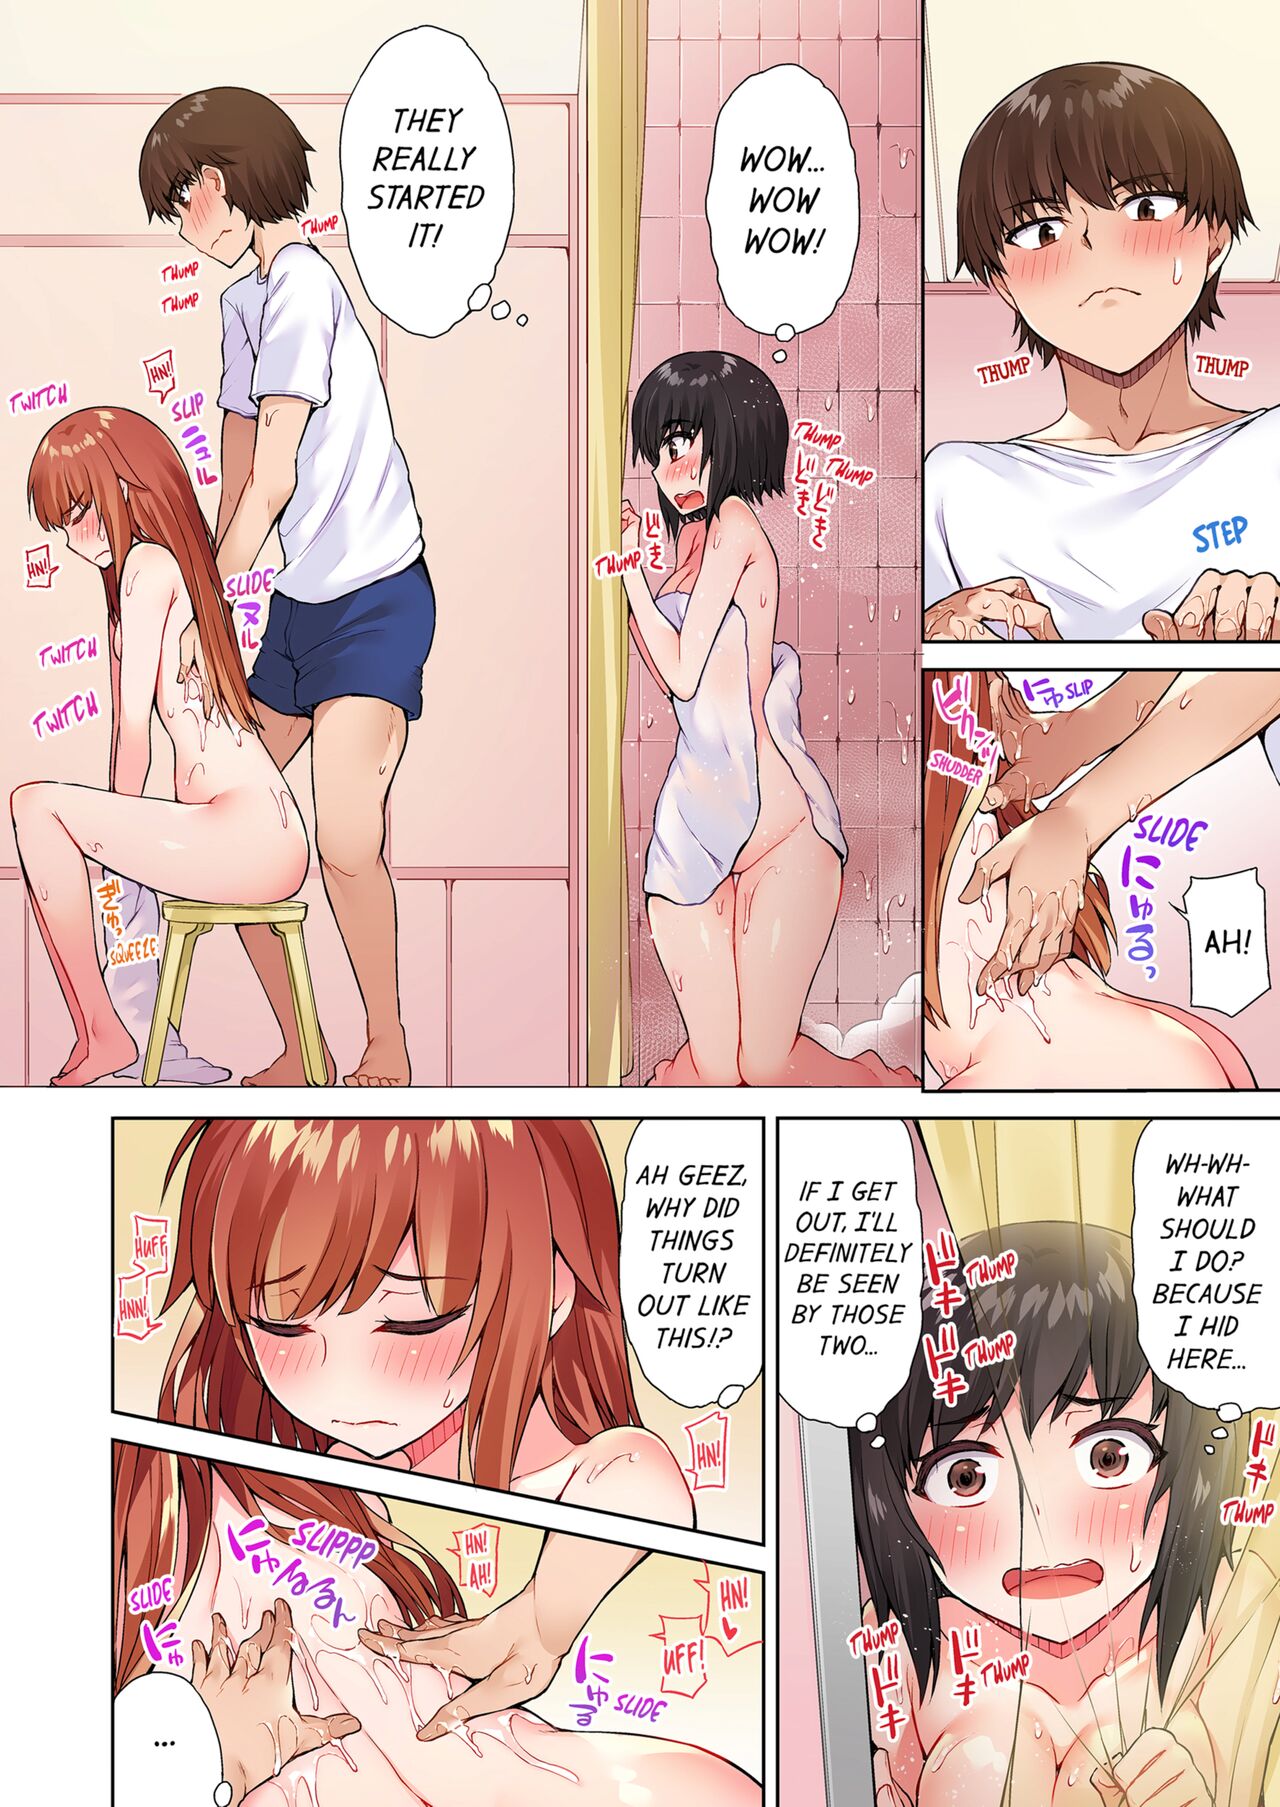 THUMP
THUMP
STEP
にゅ
SLIP
ビクンッ
SHUDDER
SLIDE
にゅるっ
AH!
WOW...
WOW
WOW!
THUMP
THUMP
どき
どき
どき
THUMP
THEY
REALLY
STARTED
IT!
THUMP
THUMP
THUMP
HN!
SLIP
ニュル
TWITCH
HN!
SLIDE
ヌル
TWITCH
TWITCH
ぎゅっ
SQUEEZE
WH-WH-
WHAT
SHOULD
I DO?
BECAUSE
I HID
HERE...
IF I GET
OUT, I'LL
DEFINITELY
BE SEEN
BY THOSE
TWO...
ドキ
THUMP
ドキ
THUMP
ドキ
THUMP
THUMP
ドキ
ドキ
THUMP
AH GEEZ,
WHY DID
THINGS
TURN
OUT LIKE
THIS!?
HUFF
HNN!
HN!
にゅるるるん
SLIPPP
HN!
AH!
HN!♥
UFF!
SLIDE
にゅ
にゅる
SLIDE
...